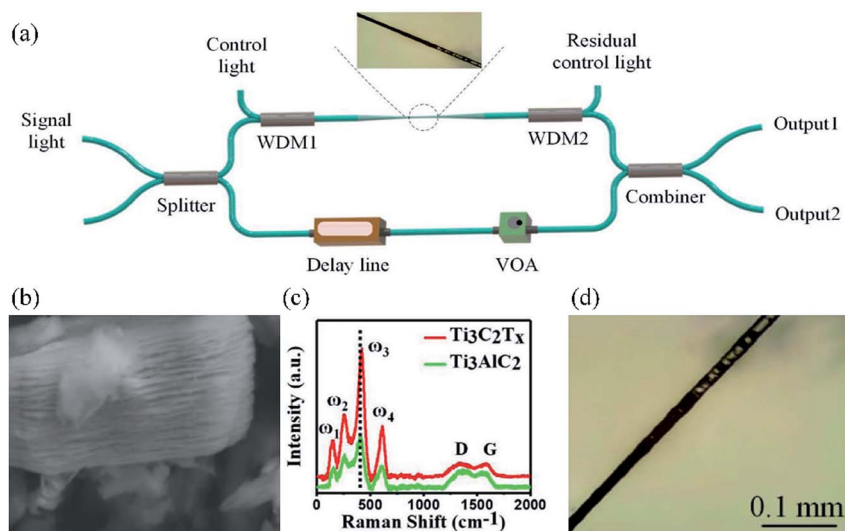 (a)
Control
light
Residual
control light
Signal
light
WDM1
WDM2
Output1
Splitter
Combiner
Output2
Delay line
VOA
(b)
(c)
(d)
Ti3C2Tx
Ti3AlC2
ω1
ω2
ω3
ω4
D
G
Intensity (a.u.)
0
500
1000
1500
2000
Raman Shift (cm-1)
0.1 mm